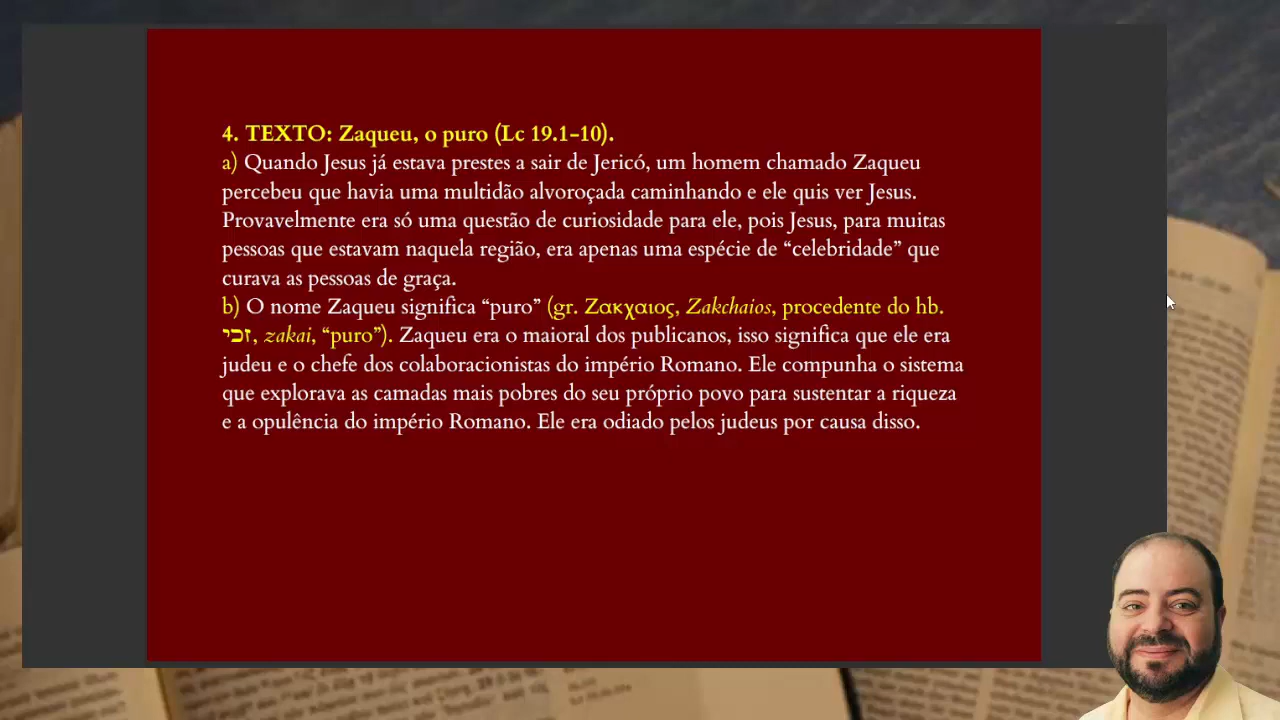 4. TEXTO: Zaqueu, o puro (Lc 19.1-10).
a) Quando Jesus já estava prestes a sair de Jericó, um homem chamado Zaqueu
percebeu que havia uma multidão alvoroçada caminhando e ele quis ver Jesus.
Provavelmente era só uma questão de curiosidade para ele, pois Jesus, para muitas
pessoas que estavam naquela região, era apenas uma espécie de “celebridade” que
curava as pessoas de graça.
b) O nome Zaqueu significa “puro” (gr. Ζακχαιος, Zakchaios, procedente do hb.
זכי, zakai, “puro”). Zaqueu era o maioral dos publicanos, isso significa que ele era
judeu e o chefe dos colaboracionistas do império Romano. Ele compunha o sistema
que explorava as camadas mais pobres do seu próprio povo para sustentar a riqueza
e a opulência do império Romano. Ele era odiado pelos judeus por causa disso.